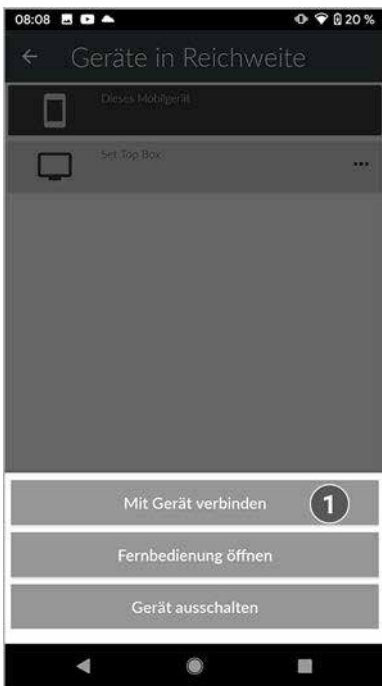 08:08 20 %
Geräte in Reichweite
Dieses Mobilgerät
Set Top Box
Mit Gerät verbinden 1
Fernbedienung öffnen
Gerät ausschalten